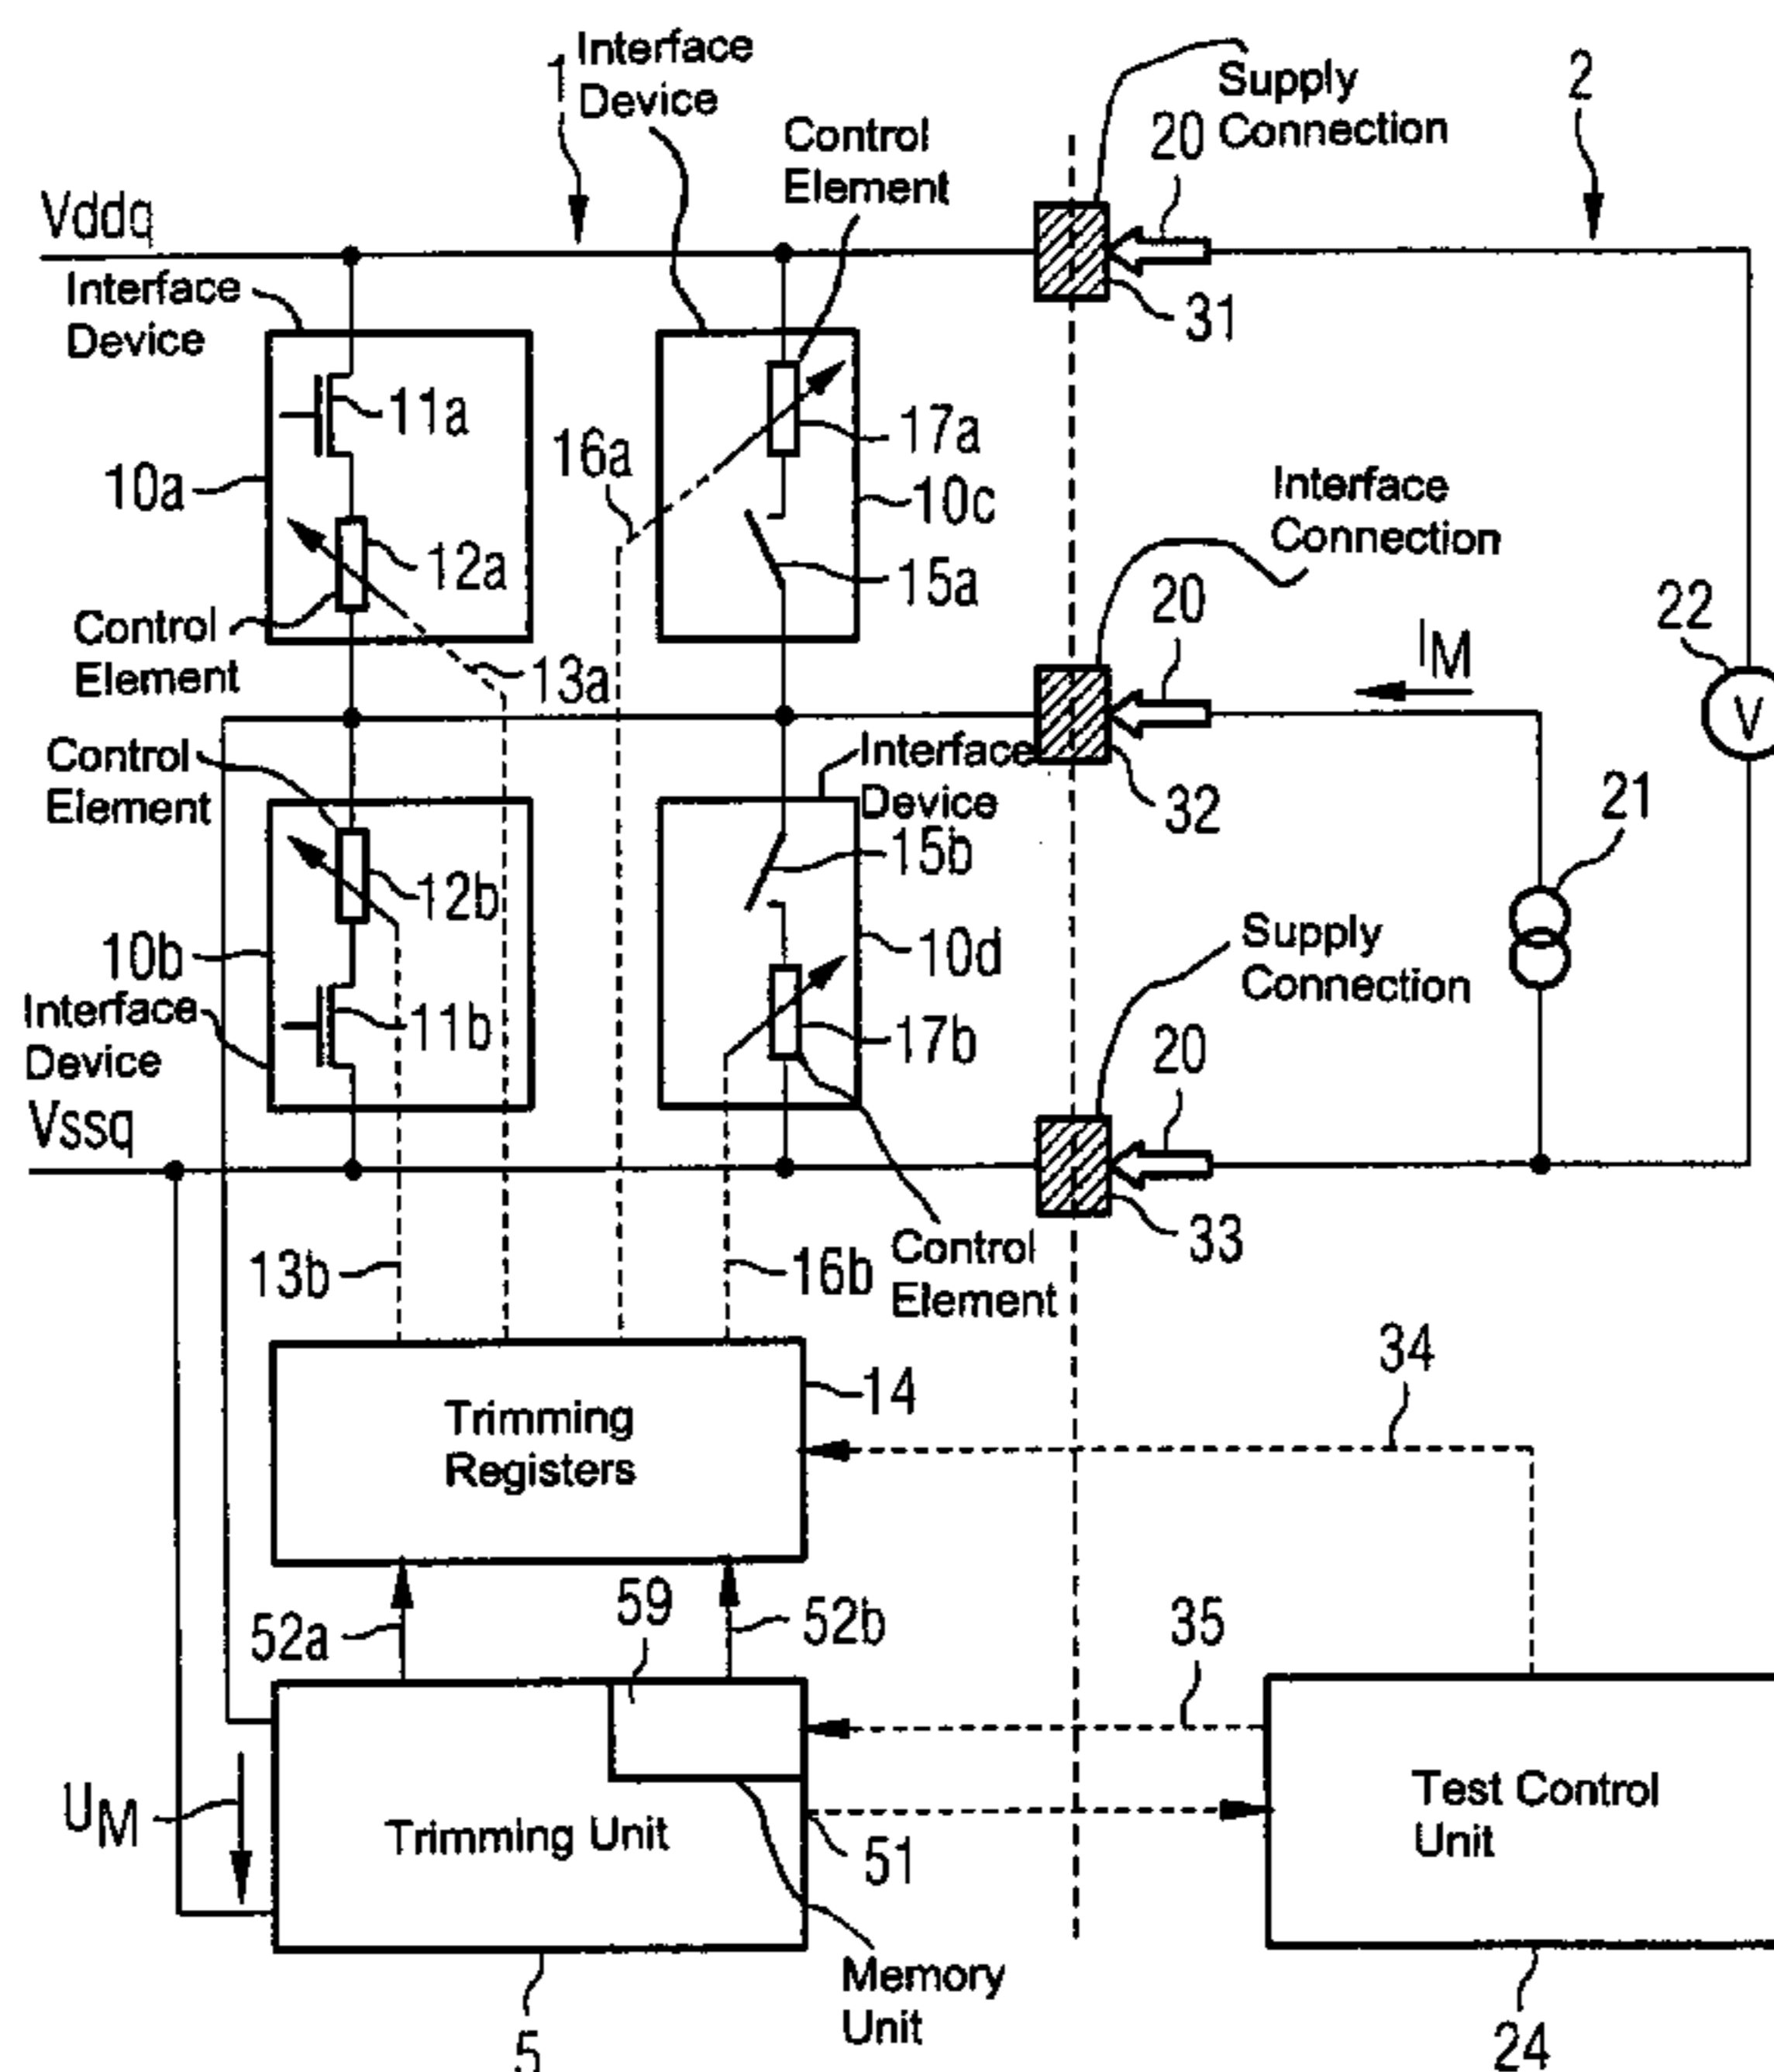 1
Interface
Device
Supply
Connection
2
Control
Element
20
Vddq
Interface
Device
31
11a
17a
16a
10a
10c
Interface
Connection
12a
15a
20
22
Control
Element
13a
IM
V
Control
Element
Interface
Device
32
21
15b
12b
10b
10d
Supply
Connection
Interface
Device
11b
17b
20
Vssq
33
13b
16b
Control
Element
34
14
Trimming
Registers
59
52a
52b
35
UM
Trimming Unit
51
Test Control
Unit
Memory
Unit
5
24